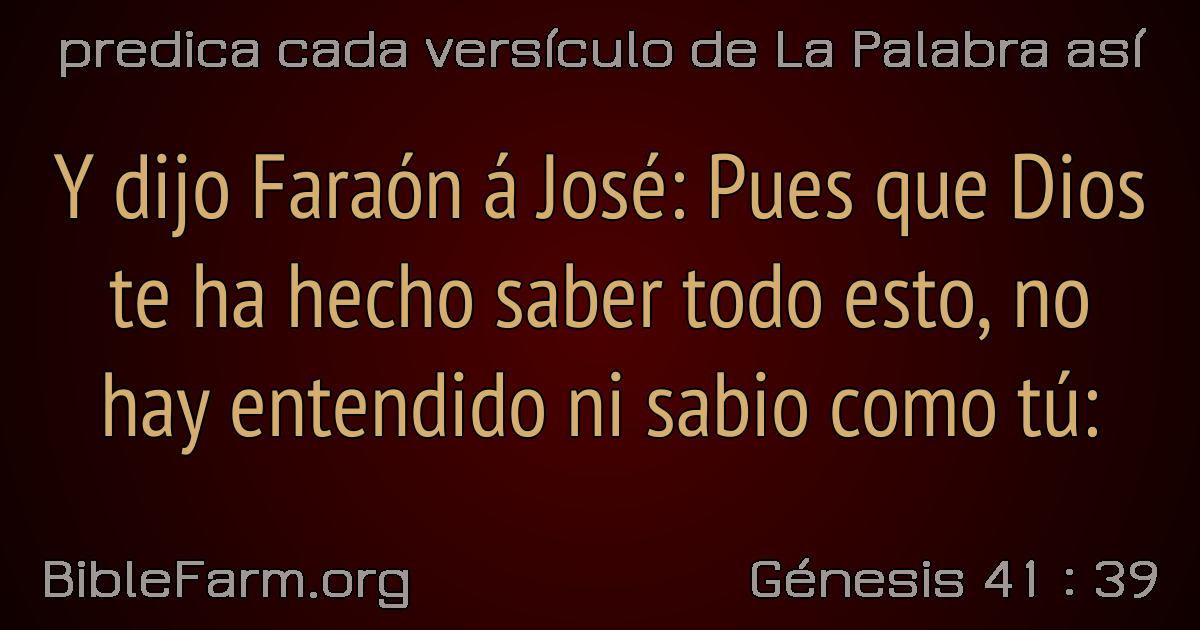 predica cada versículo de La Palabra así
Y dijo Faraón á José: Pues que Dios
te ha hecho saber todo esto, no
hay entendido ni sabio como tú:
BibleFarm.org
Génesis 41 : 39